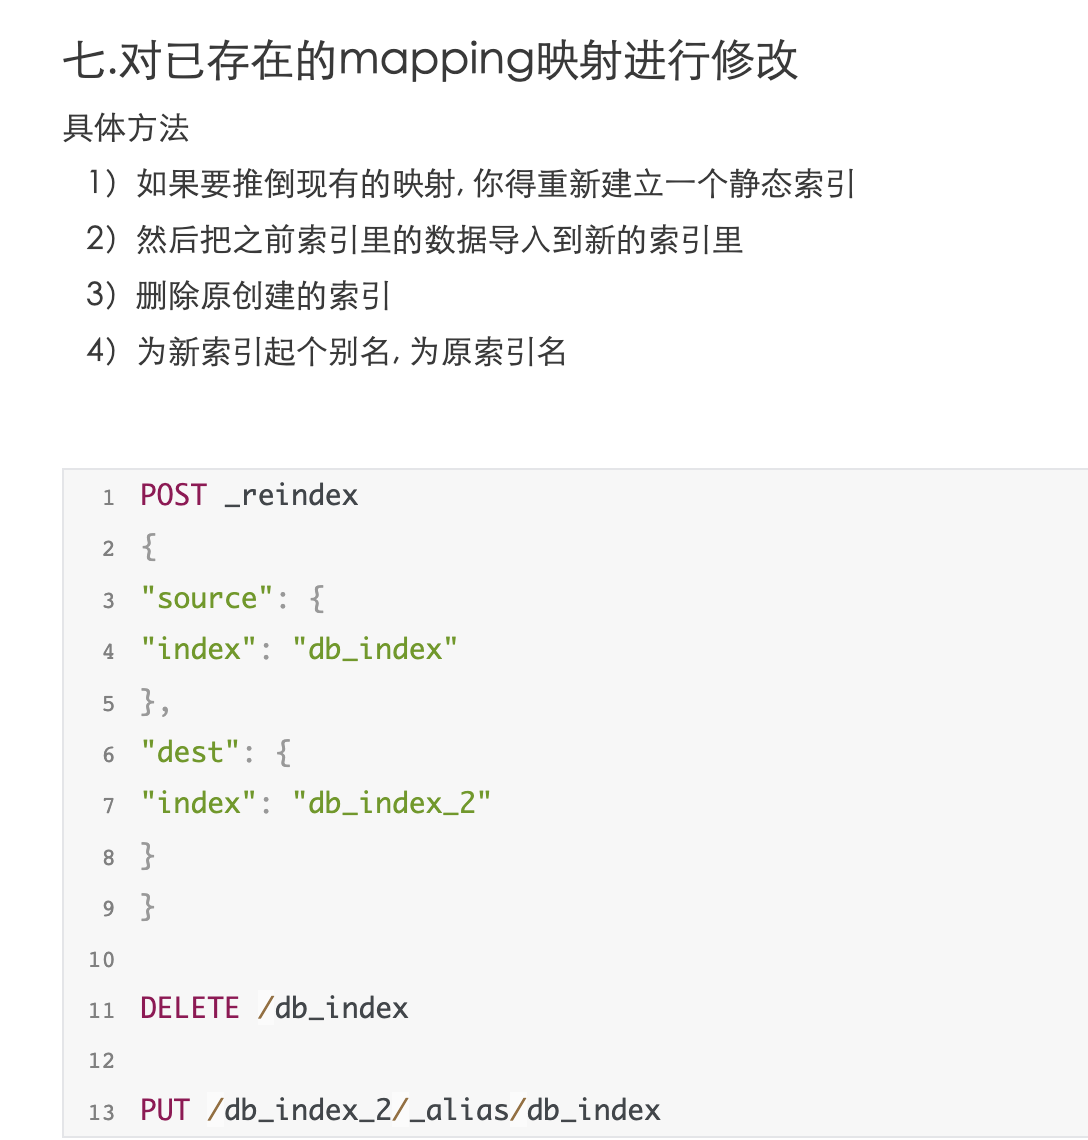 七.对已存在的mapping映射进行修改
具体方法
1）如果要推倒现有的映射, 你得重新建立一个静态索引
2）然后把之前索引里的数据导入到新的索引里
3）删除原创建的索引
4）为新索引起个别名, 为原索引名
1 POST _reindex
2 {
3 "source": {
4 "index": "db_index"
5 },
6 "dest": {
7 "index": "db_index_2"
8 }
9 }
10
11 DELETE /db_index
12
13 PUT /db_index_2/_alias/db_index